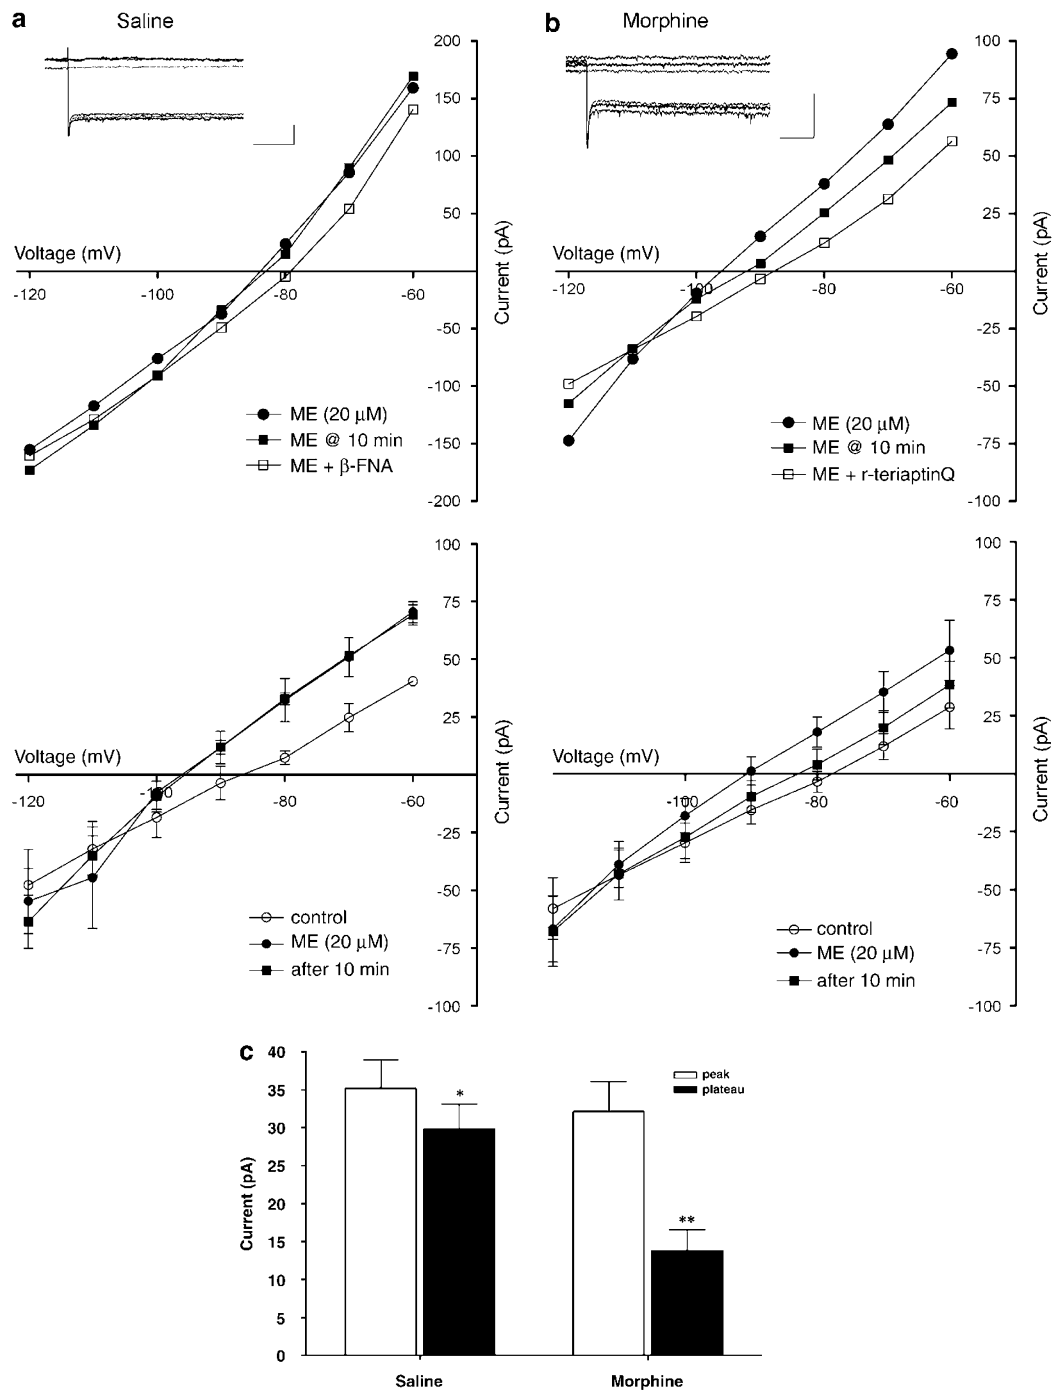 a
Saline
200
150
100
50
Voltage (mV)
-120
-100
-80
-60
-50
-100
-150
-200
Current (pA)
ME (20 μM)
ME @ 10 min
ME + β-FNA
b
Morphine
100
75
50
25
Voltage (mV)
-120
-100
-80
-60
-25
-50
-75
-100
Current (pA)
ME (20 μM)
ME @ 10 min
ME + r-teriaptinQ
100
75
50
25
Voltage (mV)
-120
-100
-80
-60
-25
-50
-75
-100
Current (pA)
control
ME (20 μM)
after 10 min
100
75
50
25
Voltage (mV)
-100
-80
-60
-25
-50
-75
-100
Current (pA)
control
ME (20 μM)
after 10 min
c
40
35
30
25
20
15
10
5
0
Current (pA)
peak
plateau
*
**
Saline
Morphine